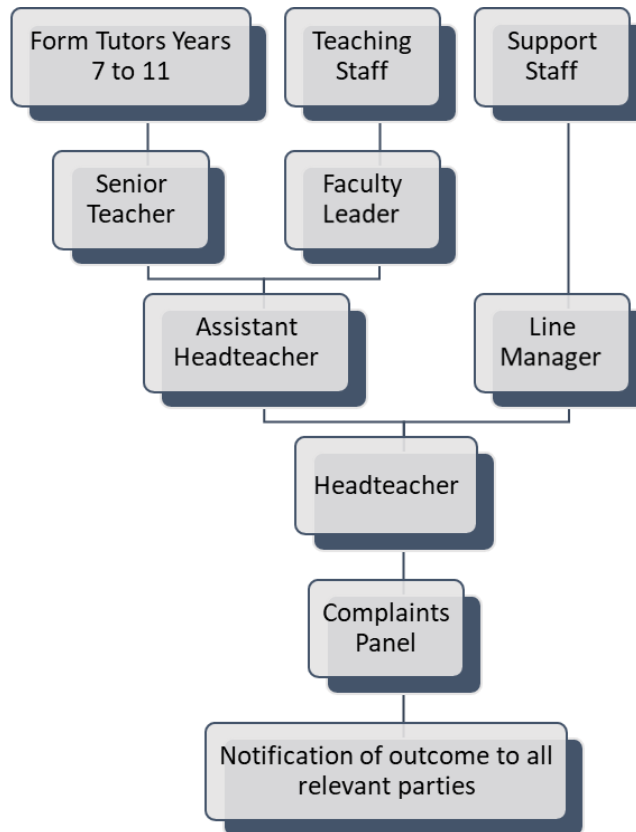 Form Tutors Years
7 to 11
Teaching
Staff
Support
Staff
Senior
Teacher
Faculty
Leader
Assistant
Headteacher
Line
Manager
Headteacher
Complaints
Panel
Notification of outcome to all
relevant parties